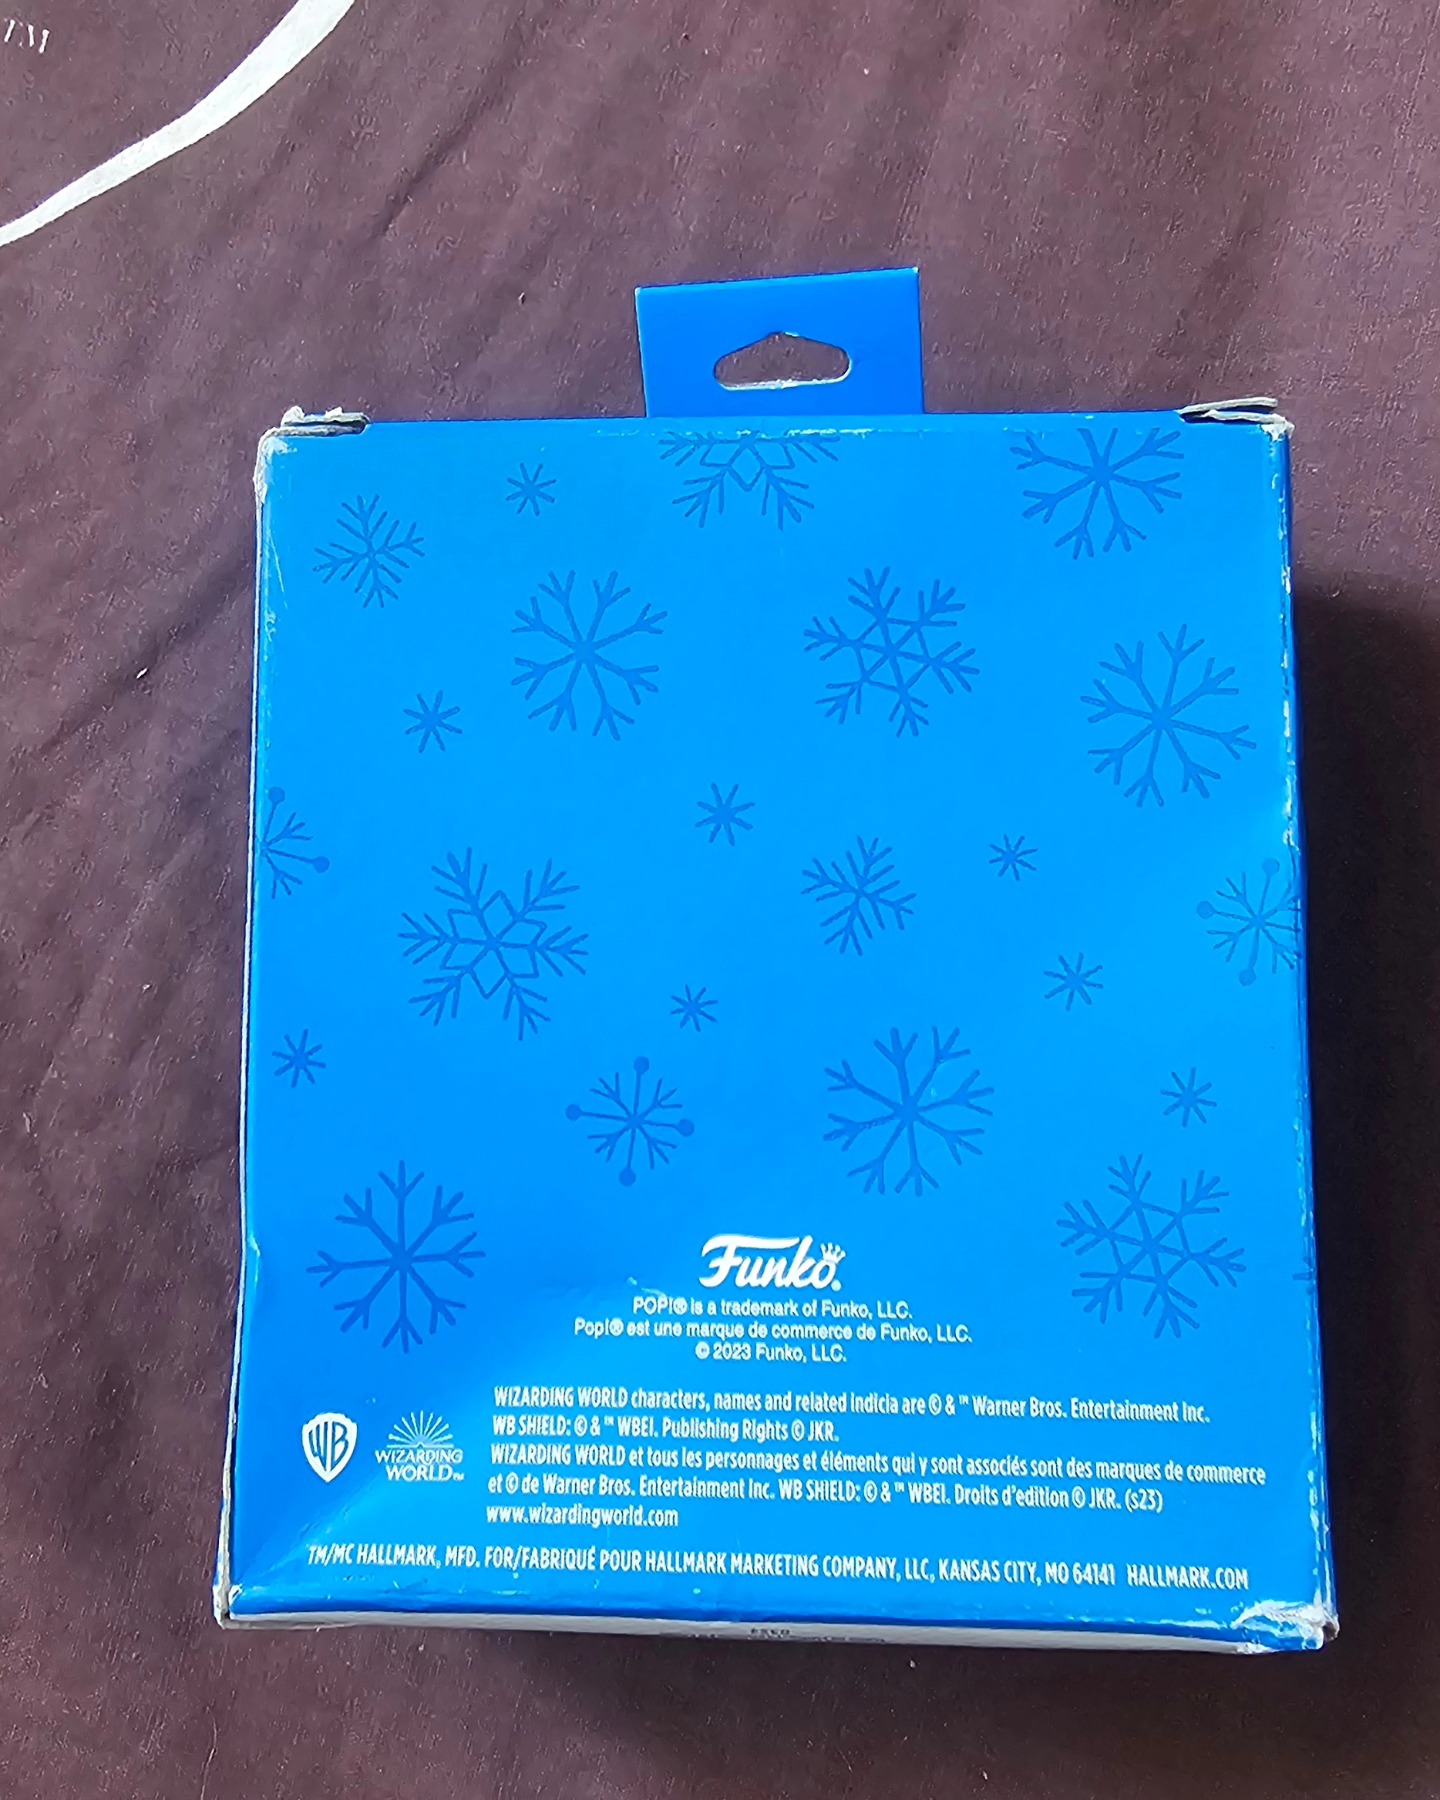 TM
Funko®
POP!® is a trademark of Funko, LLC.
Pop!® est une marque de commerce de Funko, LLC.
© 2023 Funko, LLC.
WIZARDING WORLD characters, names and related indicia are © & ™ Warner Bros. Entertainment Inc.
WB SHIELD: © & ™ WBEI. Publishing Rights © JKR.
WIZARDING WORLD et tous les personnages et éléments qui y sont associés sont des marques de commerce
et © de Warner Bros. Entertainment Inc. WB SHIELD: © & ™ WBEI. Droits d'edition © JKR. (s23)
www.wizardingworld.com
WB
WIZARDING
WORLD™
TM/MC HALLMARK, MFD. FOR/FABRIQUÉ POUR HALLMARK MARKETING COMPANY, LLC, KANSAS CITY, MO 64141 HALLMARK.COM